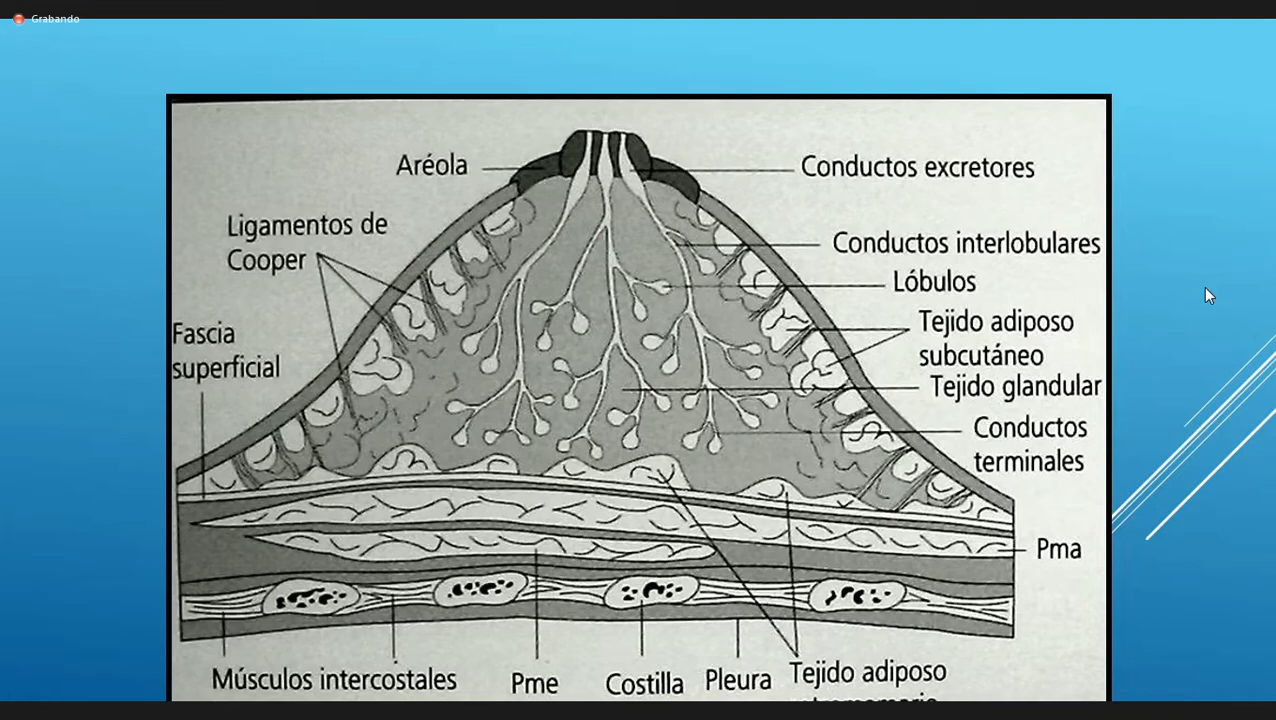 Grabando
Aréola
Conductos excretores
Ligamentos de
Cooper
Conductos interlobulares
Lóbulos
Fascia
superficial
Tejido adiposo
subcutáneo
Tejido glandular
Conductos
terminales
Pma
Músculos intercostales
Pme
Costilla
Pleura
Tejido adiposo